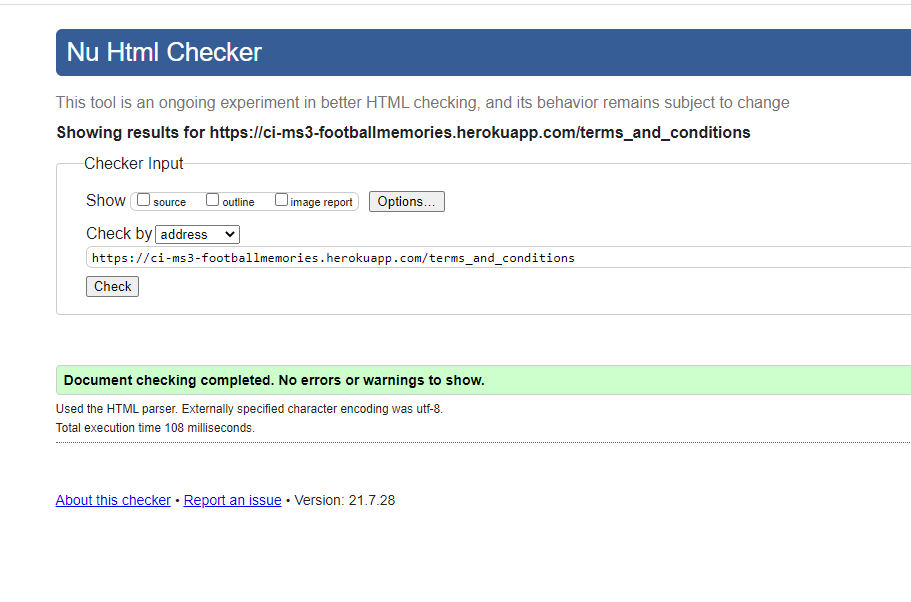 Nu Html Checker
This tool is an ongoing experiment in better HTML checking, and its behavior remains subject to change
Showing results for https://ci-ms3-footballmemories.herokuapp.com/terms_and_conditions
Checker Input
Show source outline image report Options...
Check by address
https://ci-ms3-footballmemories.herokuapp.com/terms_and_conditions
Check
Document checking completed. No errors or warnings to show.
Used the HTML parser. Externally specified character encoding was utf-8.
Total execution time 108 milliseconds.
About this checker • Report an issue • Version: 21.7.28